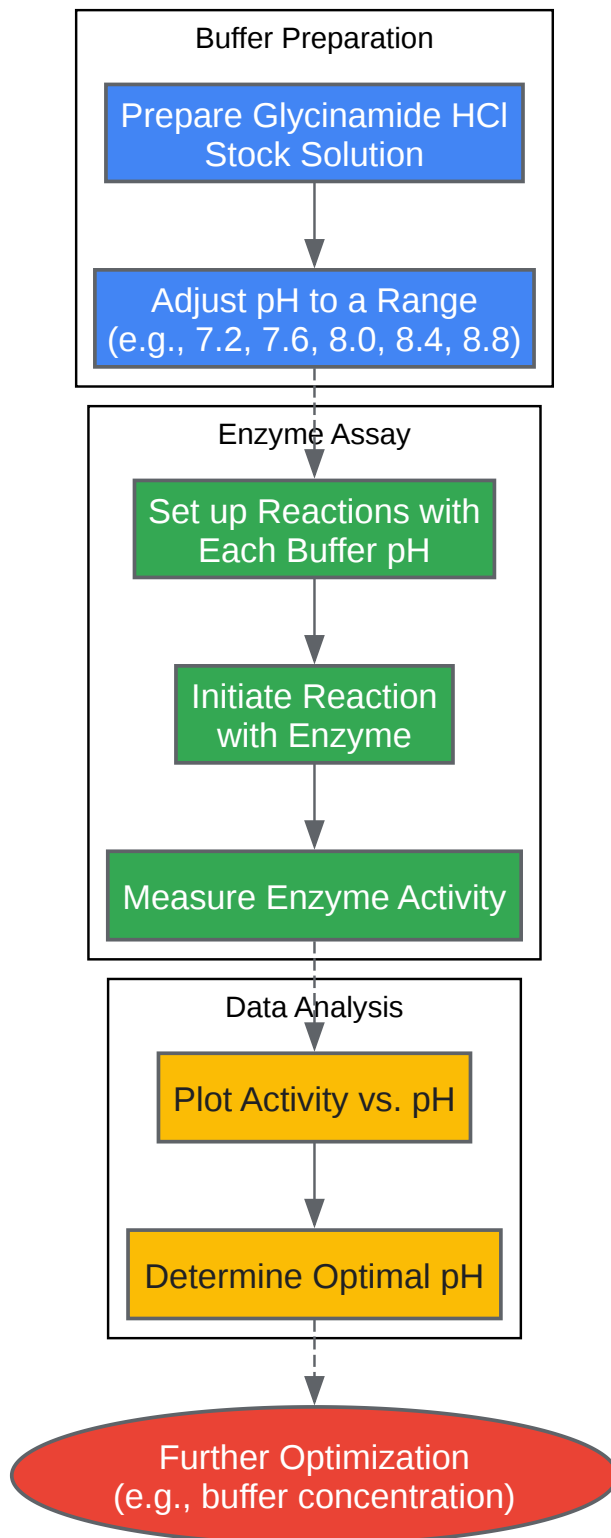 Buffer Preparation
Prepare Glycinamide HCl
Stock Solution
Adjust pH to a Range
(e.g., 7.2, 7.6, 8.0, 8.4, 8.8)
Enzyme Assay
Set up Reactions with
Each Buffer pH
Initiate Reaction
with Enzyme
Measure Enzyme Activity
Data Analysis
Plot Activity vs. pH
Determine Optimal pH
Further Optimization
(e.g., buffer concentration)